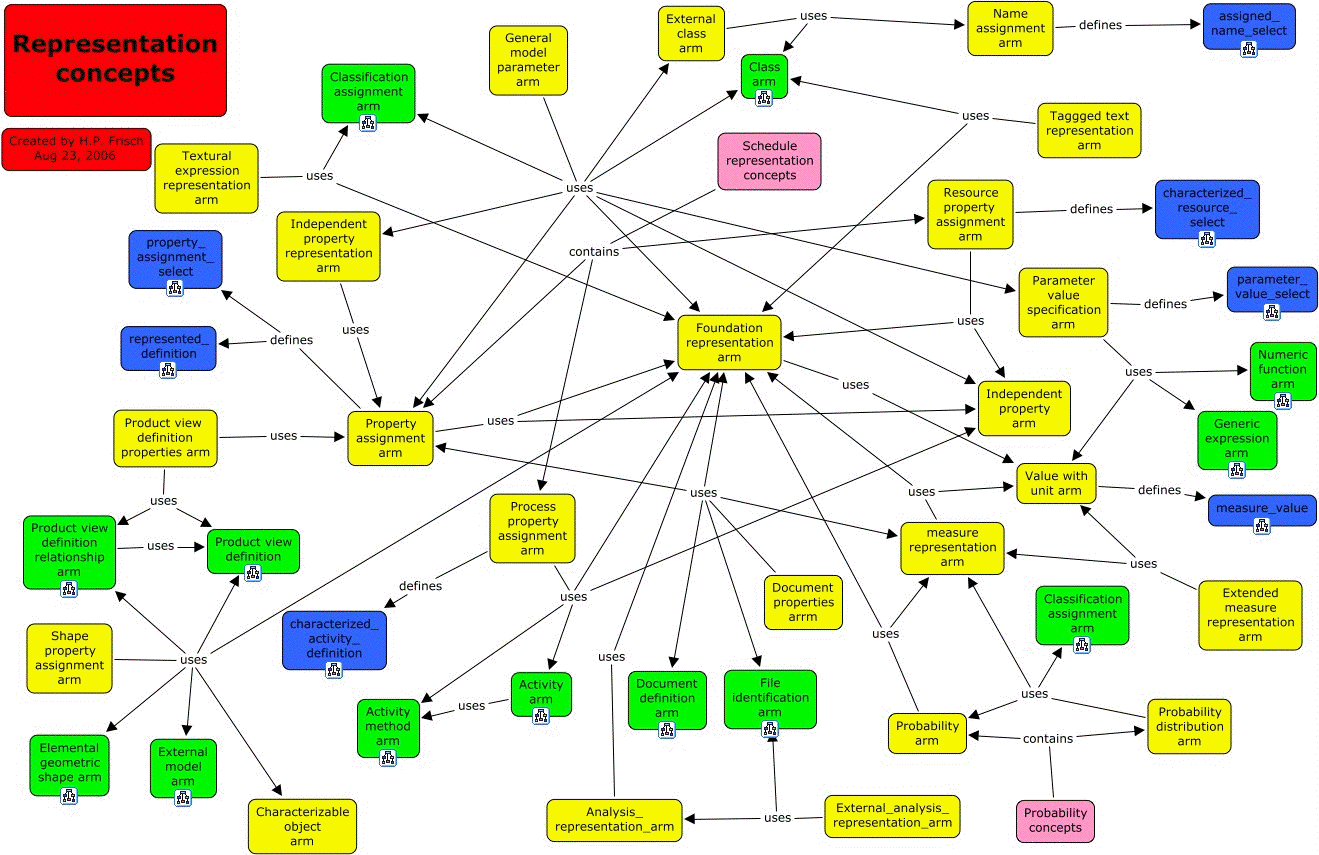 Representation
concepts
Created by H.P. Frisch
Aug 23, 2006
General
model
parameter
arm
External
class
arm
uses
Name
assignment
arm
defines
assigned_
name_select
Classification
assignment
arm
Class
arm
uses
Taggged text
representation
arm
Textural
expression
representation
arm
uses
uses
Schedule
representation
concepts
Resource
property
assignment
arm
defines
characterized_
resource_
select
Independent
property
representation
arm
contains
property_
assignment_
select
Parameter
value
specification
arm
defines
parameter_
value_select
represented_
definition
defines
uses
Foundation
representation
arm
uses
uses
uses
Numeric
function
arm
Generic
expression
arm
Independent
property
arm
Product view
definition
properties arm
uses
Property
assignment
arm
uses
Value with
unit arm
defines
measure_value
uses
uses
uses
Product view
definition
relationship
arm
uses
Product view
definition
Process
property
assignment
arm
measure
representation
arm
uses
defines
uses
Document
properties
arrm
Classification
assignment
arm
Extended
measure
representation
arm
characterized_
activity_
definition
uses
Shape
property
assignment
arm
uses
uses
Activity
method
arm
uses
Activity
arm
Document
definition
arm
File
identification
arm
uses
Probability
arm
contains
Probability
distribution
arm
Elemental
geometric
shape arm
External
model
arm
Characterizable
object
arm
Analysis_
representation_arm
uses
External_analysis_
representation_arm
Probability
concepts